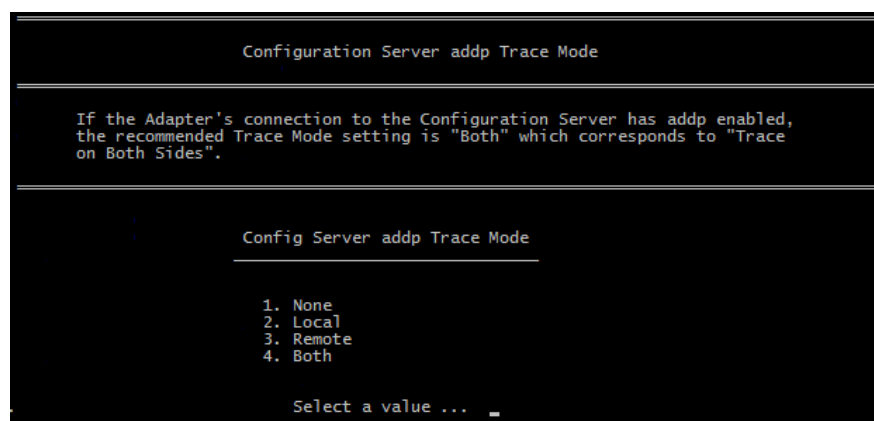 Configuration Server addp Trace Mode
If the Adapter's connection to the Configuration Server has addp enabled,
the recommended Trace Mode setting is "Both" which corresponds to "Trace
on Both Sides".
Config Server addp Trace Mode
1. None
2. Local
3. Remote
4. Both
Select a value ... _